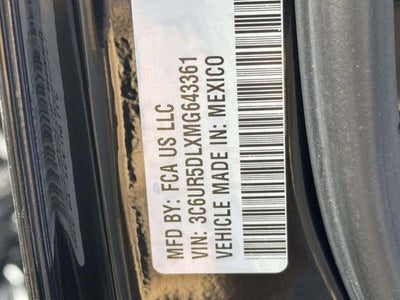 MFD BY: FCA US LLC
VIN: 3C6UR5DLXMG643361
VEHICLE MADE IN: MEXICO